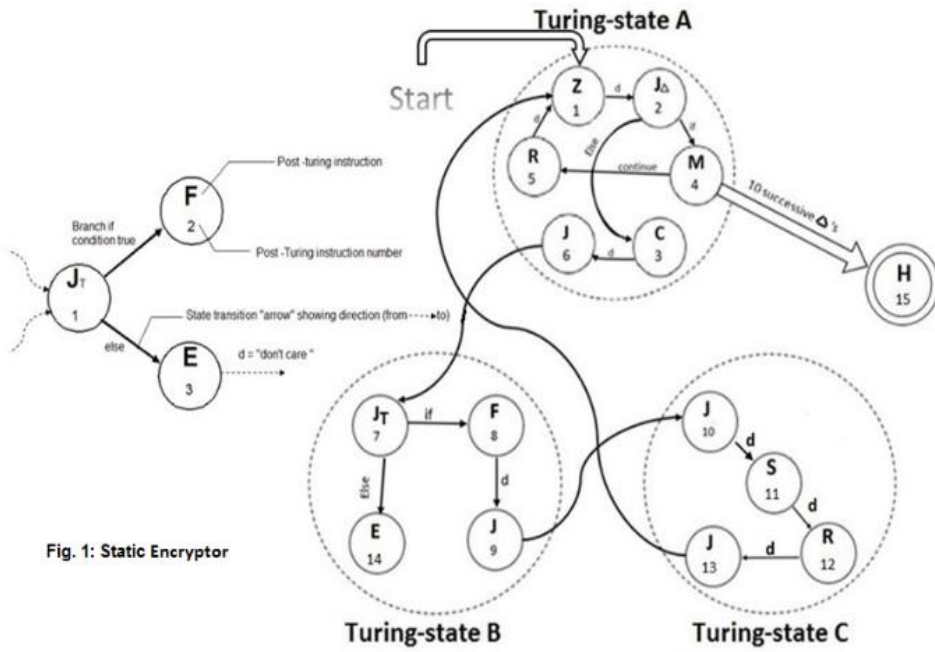 Turing-state A
Start
Z
1
d
J△
2
if
Else
d
R
5
continue
M
4
10 successive △ 's
J
6
d
C
3
H
15
Post -turing instruction
F
2
Branch if
condition true
Post -Turing instruction number
JT
1
State transition "arrow" showing direction (from to)
else
d = "don't care "
E
3
JT
7
if
F
8
Else
d
E
14
J
9
J
10
d
S
11
d
R
12
d
J
13
Fig. 1: Static Encryptor
Turing-state B
Turing-state C